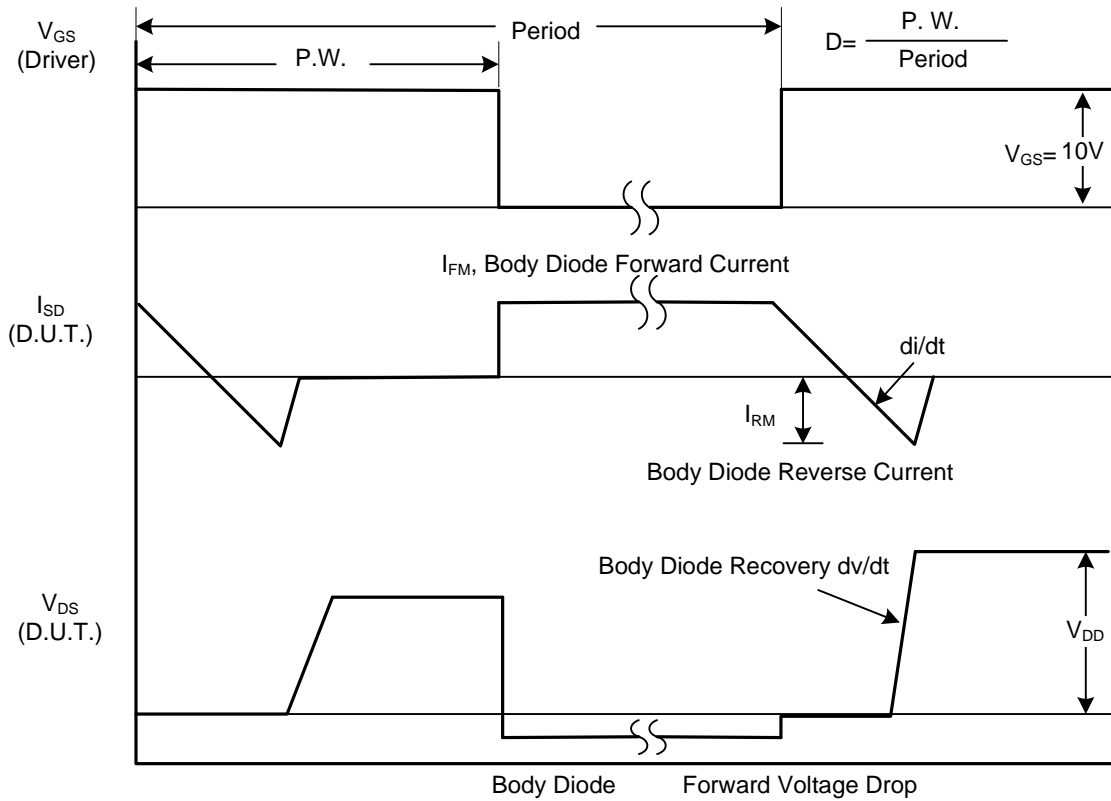 V_GS
(Driver)
Period
P.W.
D= P. W.
Period
V_GS= 10V
I_FM, Body Diode Forward Current
I_SD
(D.U.T.)
di/dt
I_RM
Body Diode Reverse Current
Body Diode Recovery dv/dt
V_DS
(D.U.T.)
V_DD
Body Diode Forward Voltage Drop